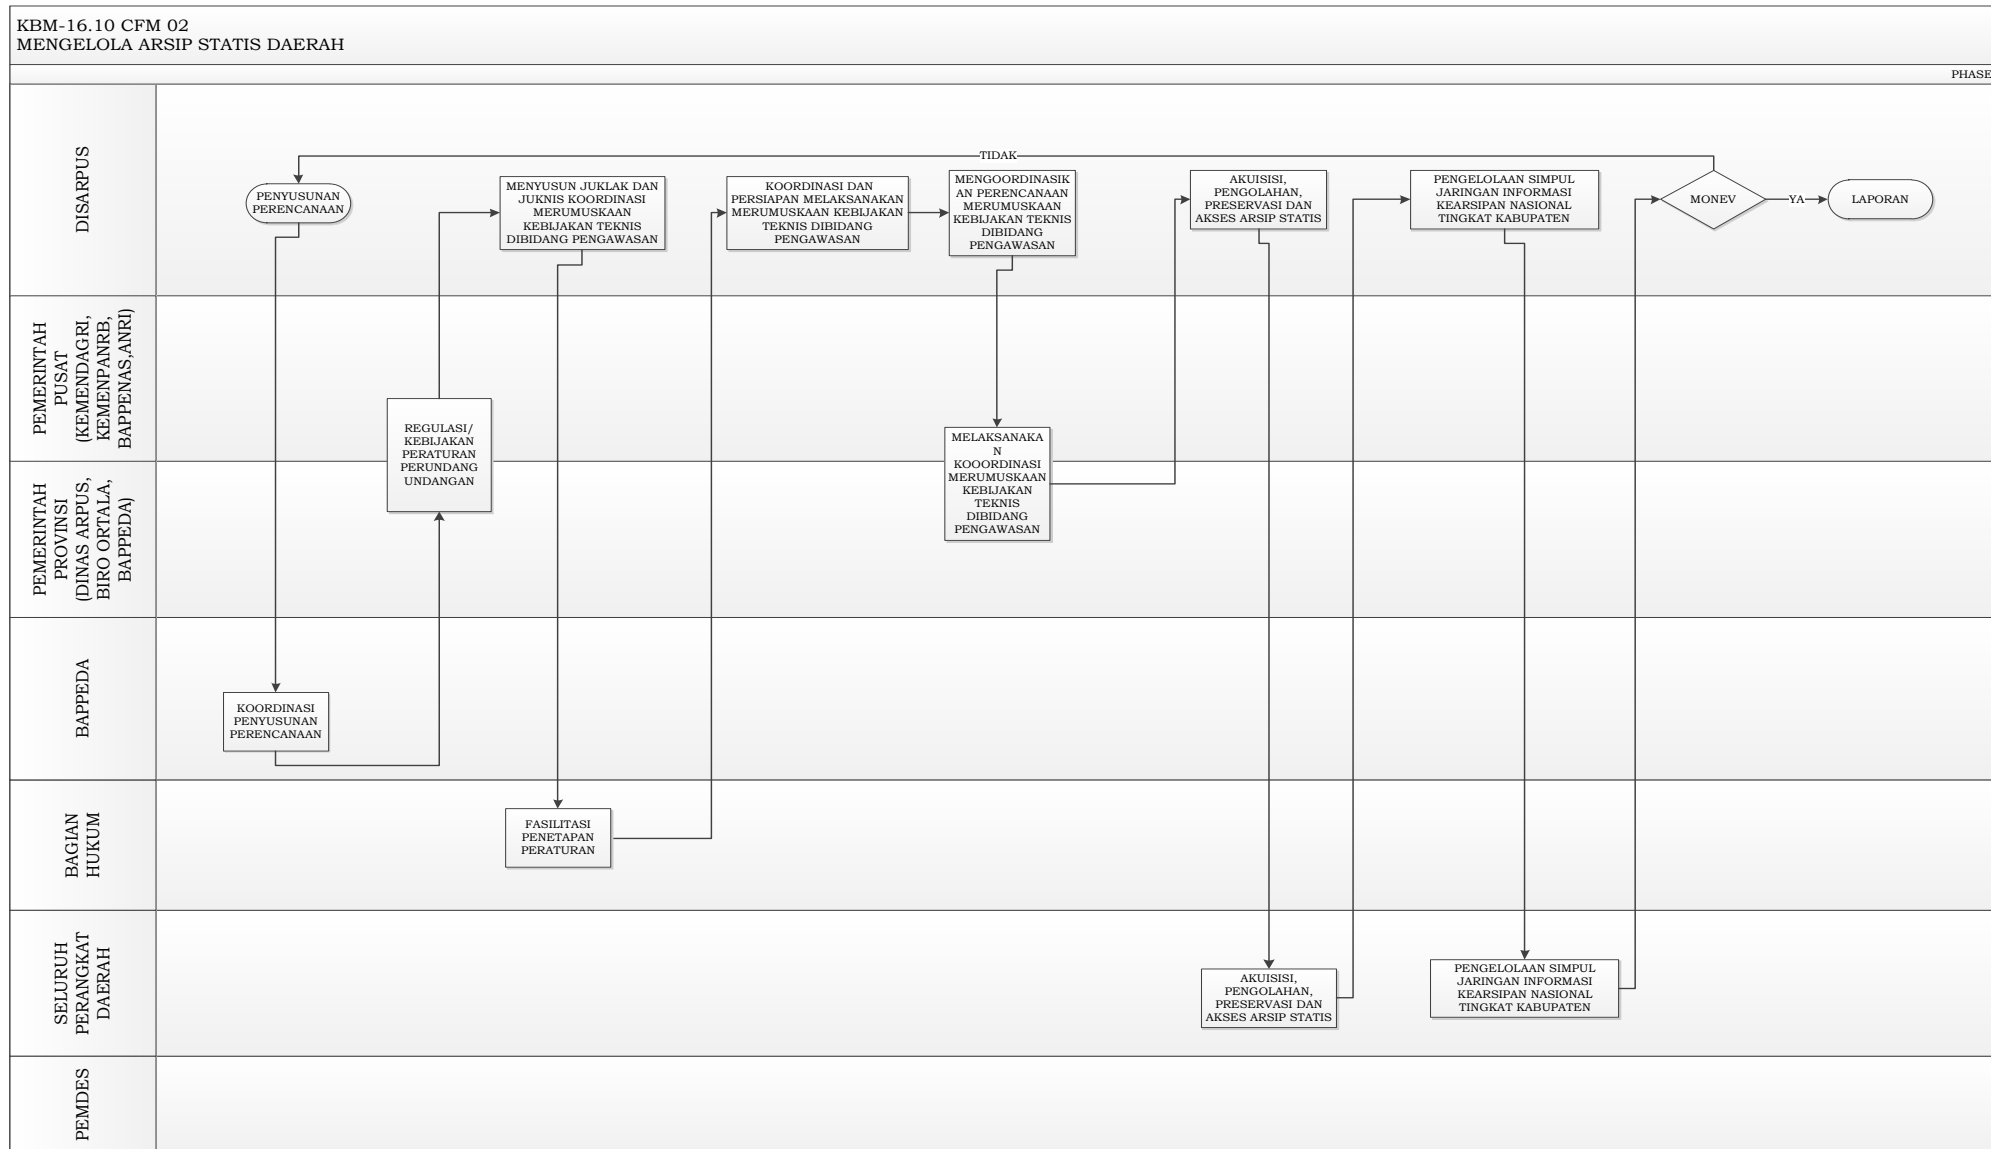 KBM-16.10 CFM 02
MENGELOLA ARSIP STATIS DAERAH
PHASE
DISARPUS
PENYUSUNAN
PERENCANAAN
MENYUSUN JUKLAK DAN
JUKNIS KOORDINASI
MERUMUSKAAN
KEBIJAKAN TEKNIS
DIBIDANG PENGAWASAN
KOORDINASI DAN
PERSIAPAN MELAKSANAKAN
MERUMUSKAAN KEBIJAKAN
TEKNIS DIBIDANG
PENGAWASAN
TIDAK
MENGOORDINASIK
AN PERENCANAAN
MERUMUSKAAN
KEBIJAKAN TEKNIS
DIBIDANG
PENGAWASAN
AKUISISI,
PENGOLAHAN,
PRESERVASI DAN
AKSES ARSIP STATIS
PENGELOLAAN SIMPUL
JARINGAN INFORMASI
KEARSIPAN NASIONAL
TINGKAT KABUPATEN
MONEV
YA
LAPORAN
PEMERINTAH
PUSAT
(KEMENDAGRI,
KEMENPANRB,
BAPPENAS,ANRI)
REGULASI/
KEBIJAKAN
PERATURAN
PERUNDANG
UNDANGAN
MELAKSANAKA
N
KOOORDINASI
MERUMUSKAAN
KEBIJAKAN
TEKNIS
DIBIDANG
PENGAWASAN
PEMERINTAH
PROVINSI
(DINAS ARPUS,
BIRO ORTALA,
BAPPEDA)
BAPPEDA
KOORDINASI
PENYUSUNAN
PERENCANAAN
BAGIAN
HUKUM
FASILITASI
PENETAPAN
PERATURAN
SELURUH
PERANGKAT
DAERAH
AKUISISI,
PENGOLAHAN,
PRESERVASI DAN
AKSES ARSIP STATIS
PENGELOLAAN SIMPUL
JARINGAN INFORMASI
KEARSIPAN NASIONAL
TINGKAT KABUPATEN
PEMDES